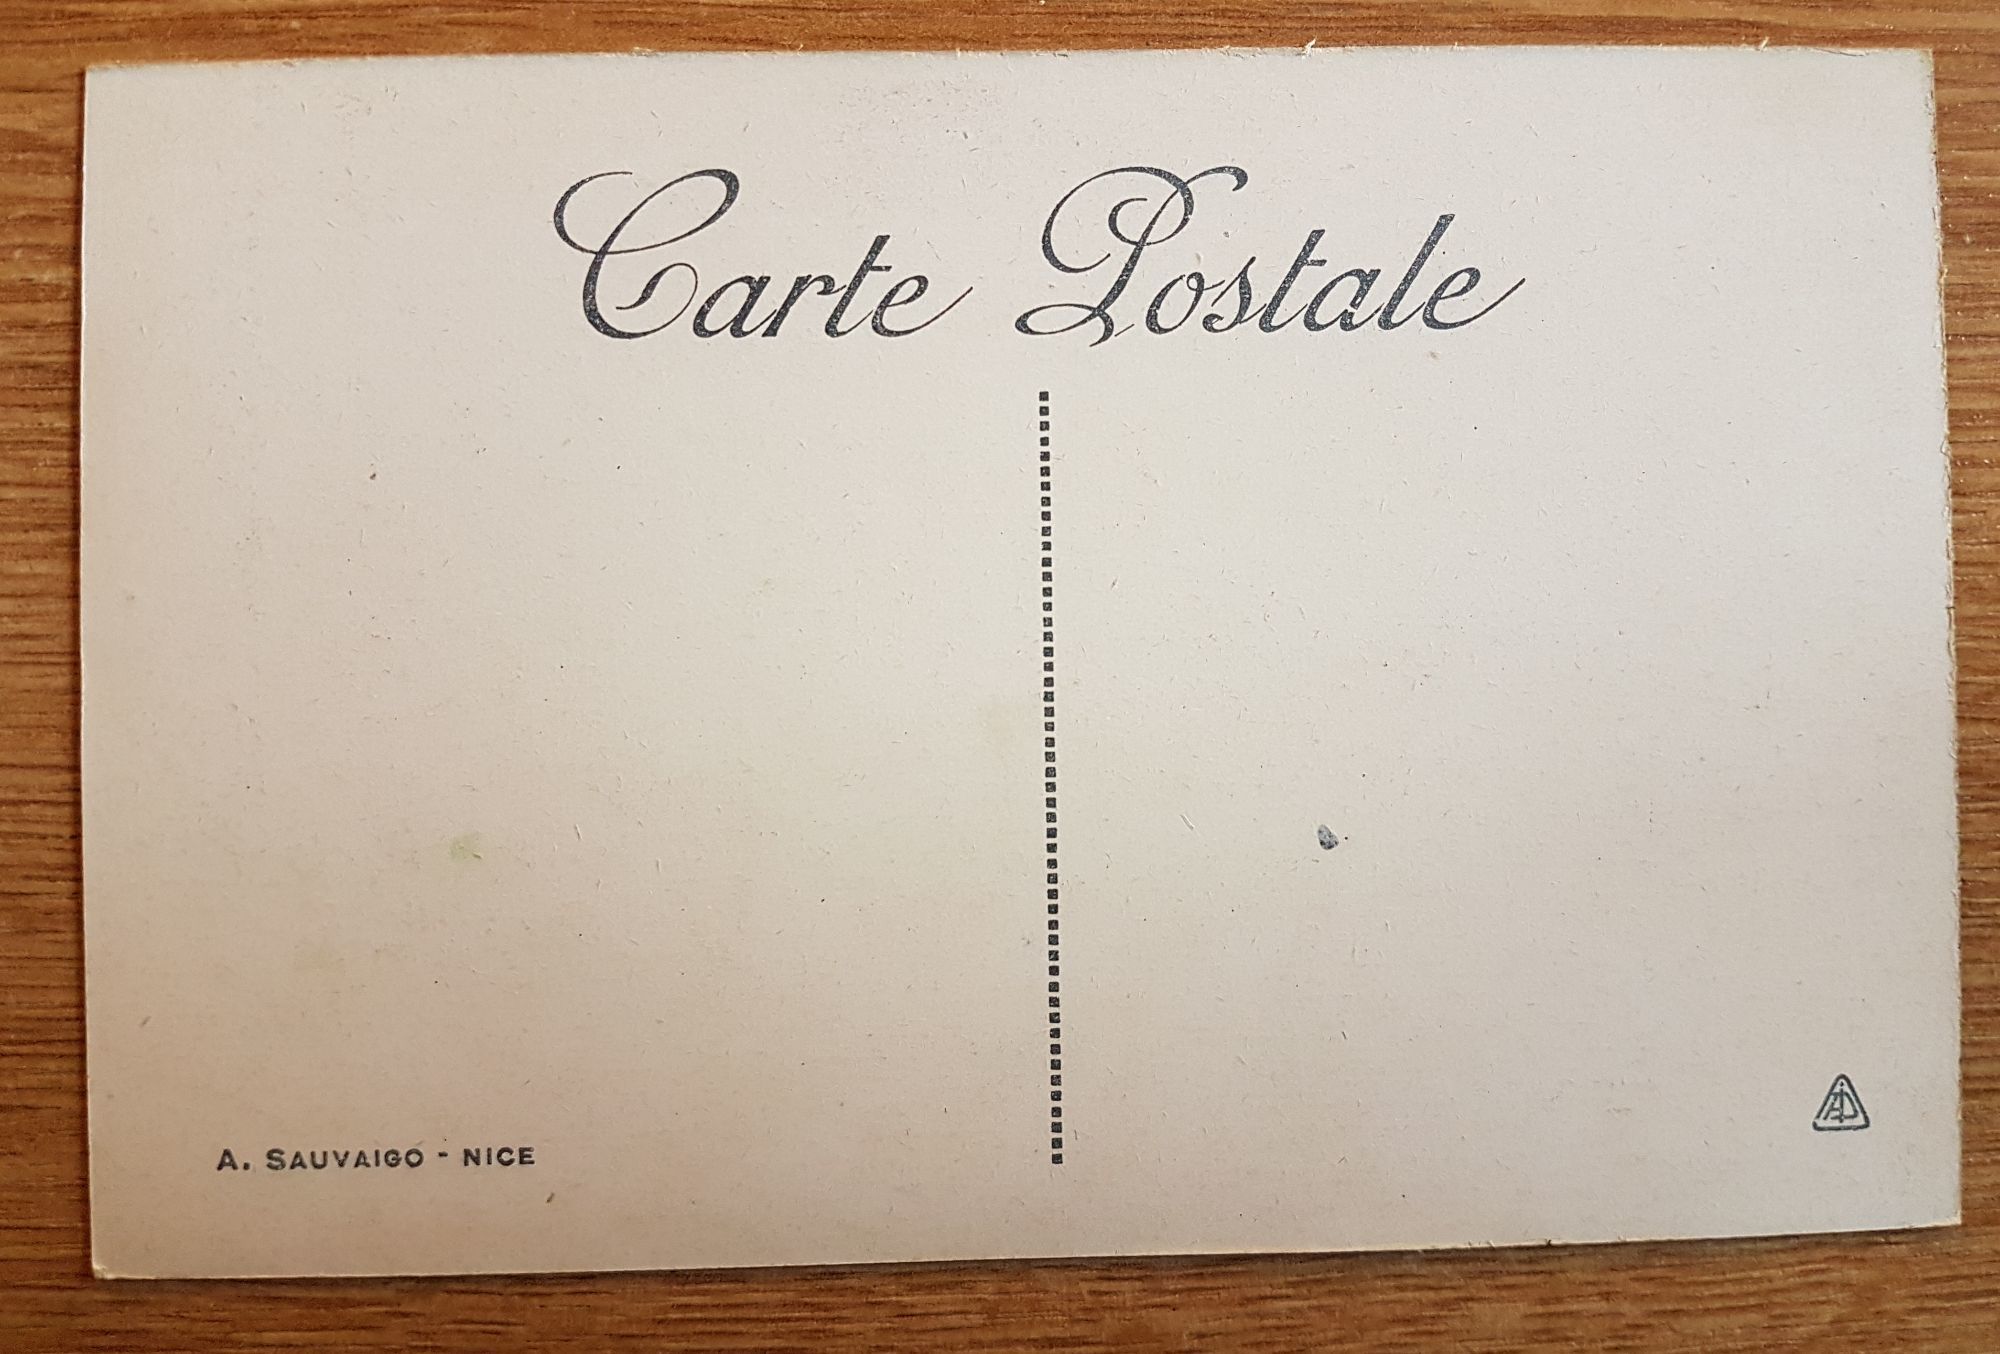 Carte Postale
A. SAUVAIGO - NICE